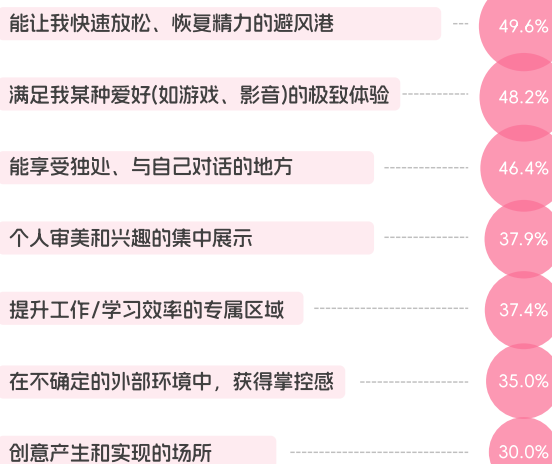 能让我快速放松、恢复精力的避风港 49.6%
满足我某种爱好(如游戏、影音)的极致体验 48.2%
能享受独处、与自己对话的地方 46.4%
个人审美和兴趣的集中展示 37.9%
提升工作/学习效率的专属区域 37.4%
在不确定的外部环境中，获得掌控感 35.0%
创意产生和实现的场所 30.0%